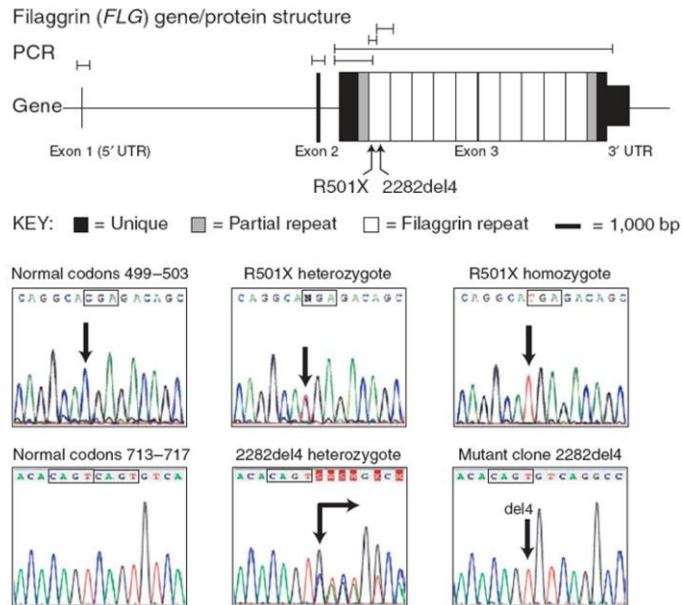 Filaggrin (FLG) gene/protein structure
PCR
Gene
Exon 1 (5′ UTR) Exon 2 Exon 3 3′ UTR
R501X 2282del4
KEY: = Unique = Partial repeat = Filaggrin repeat = 1,000 bp
Normal codons 499–503 R501X heterozygote R501X homozygote
CAGGCACGAGACAGC CAGGCANGAGACAGC CAGGCATGAGACAGC
Normal codons 713–717 2282del4 heterozygote Mutant clone 2282del4
ACACAGTCAGTGTCA ACACAGT ACACAGTGTCAGGCC
del4